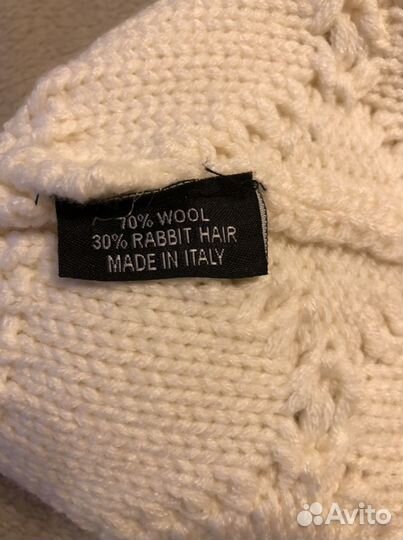 70% WOOL
30% RABBIT HAIR
MADE IN ITALY
Avito